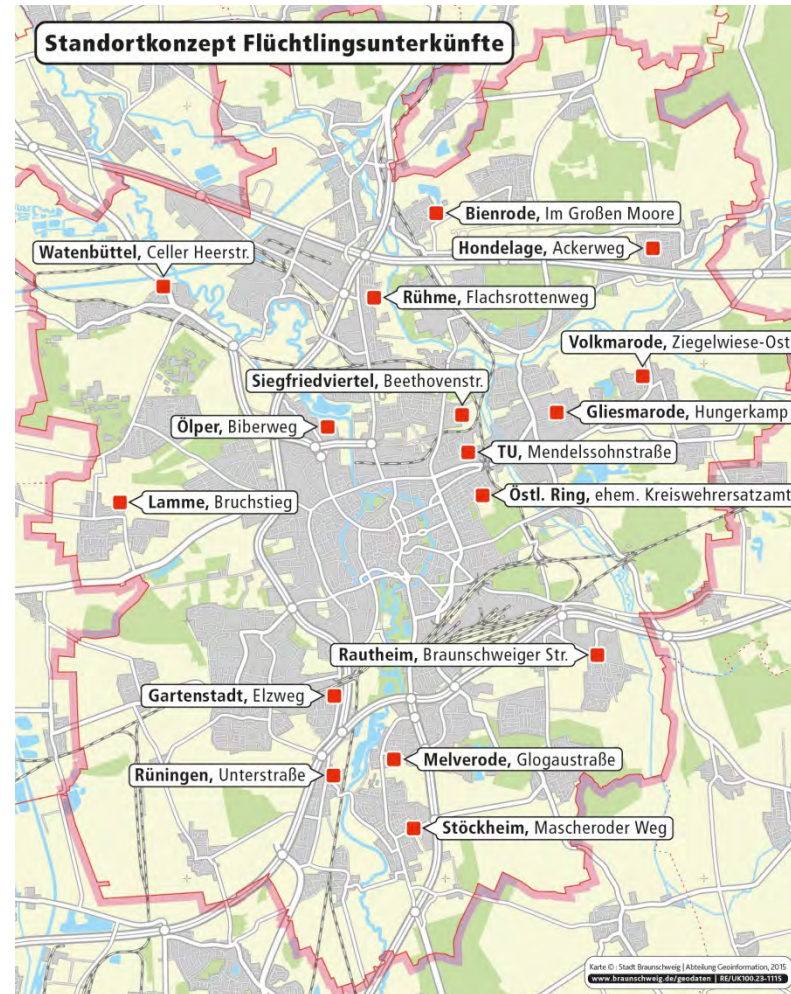 Standortkonzept Flüchtlingsunterkünfte
Bienrode, Im Großen Moore
Hondelage, Ackerweg
Watenbüttel, Celler Heerstr.
Rühme, Flachsrottenweg
Volkmarode, Ziegelwiese-Ost
Siegfriedviertel, Beethovenstr.
Gliesmarode, Hungerkamp
Ölper, Biberweg
TU, Mendelssohnstraße
Lamme, Bruchstieg
Östl. Ring, ehem. Kreiswehrersatzamt
Rautheim, Braunschweiger Str.
Gartenstadt, Elzweg
Melverode, Glogaustraße
Rüningen, Unterstraße
Stöckheim, Mascheroder Weg
Karte © : Stadt Braunschweig | Abteilung Geoinformation, 2015
www.braunschweig.de/geodaten | RE/UK100.23-1115